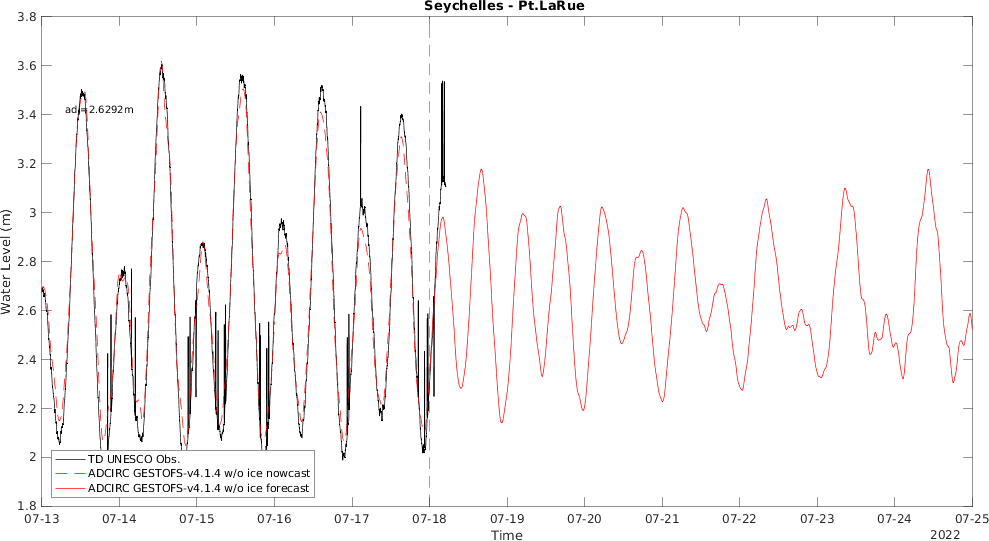 Seychelles - Pt.LaRue
3.8
3.6
3.4
3.2
3
2.8
2.6
2.4
2.2
2
1.8
Water Level (m)
adj=2.6292m
TD UNESCO Obs.
ADCIRC GESTOFS-v4.1.4 w/o ice nowcast
ADCIRC GESTOFS-v4.1.4 w/o ice forecast
07-13 07-14 07-15 07-16 07-17 07-18 07-19 07-20 07-21 07-22 07-23 07-24 07-25
Time
2022